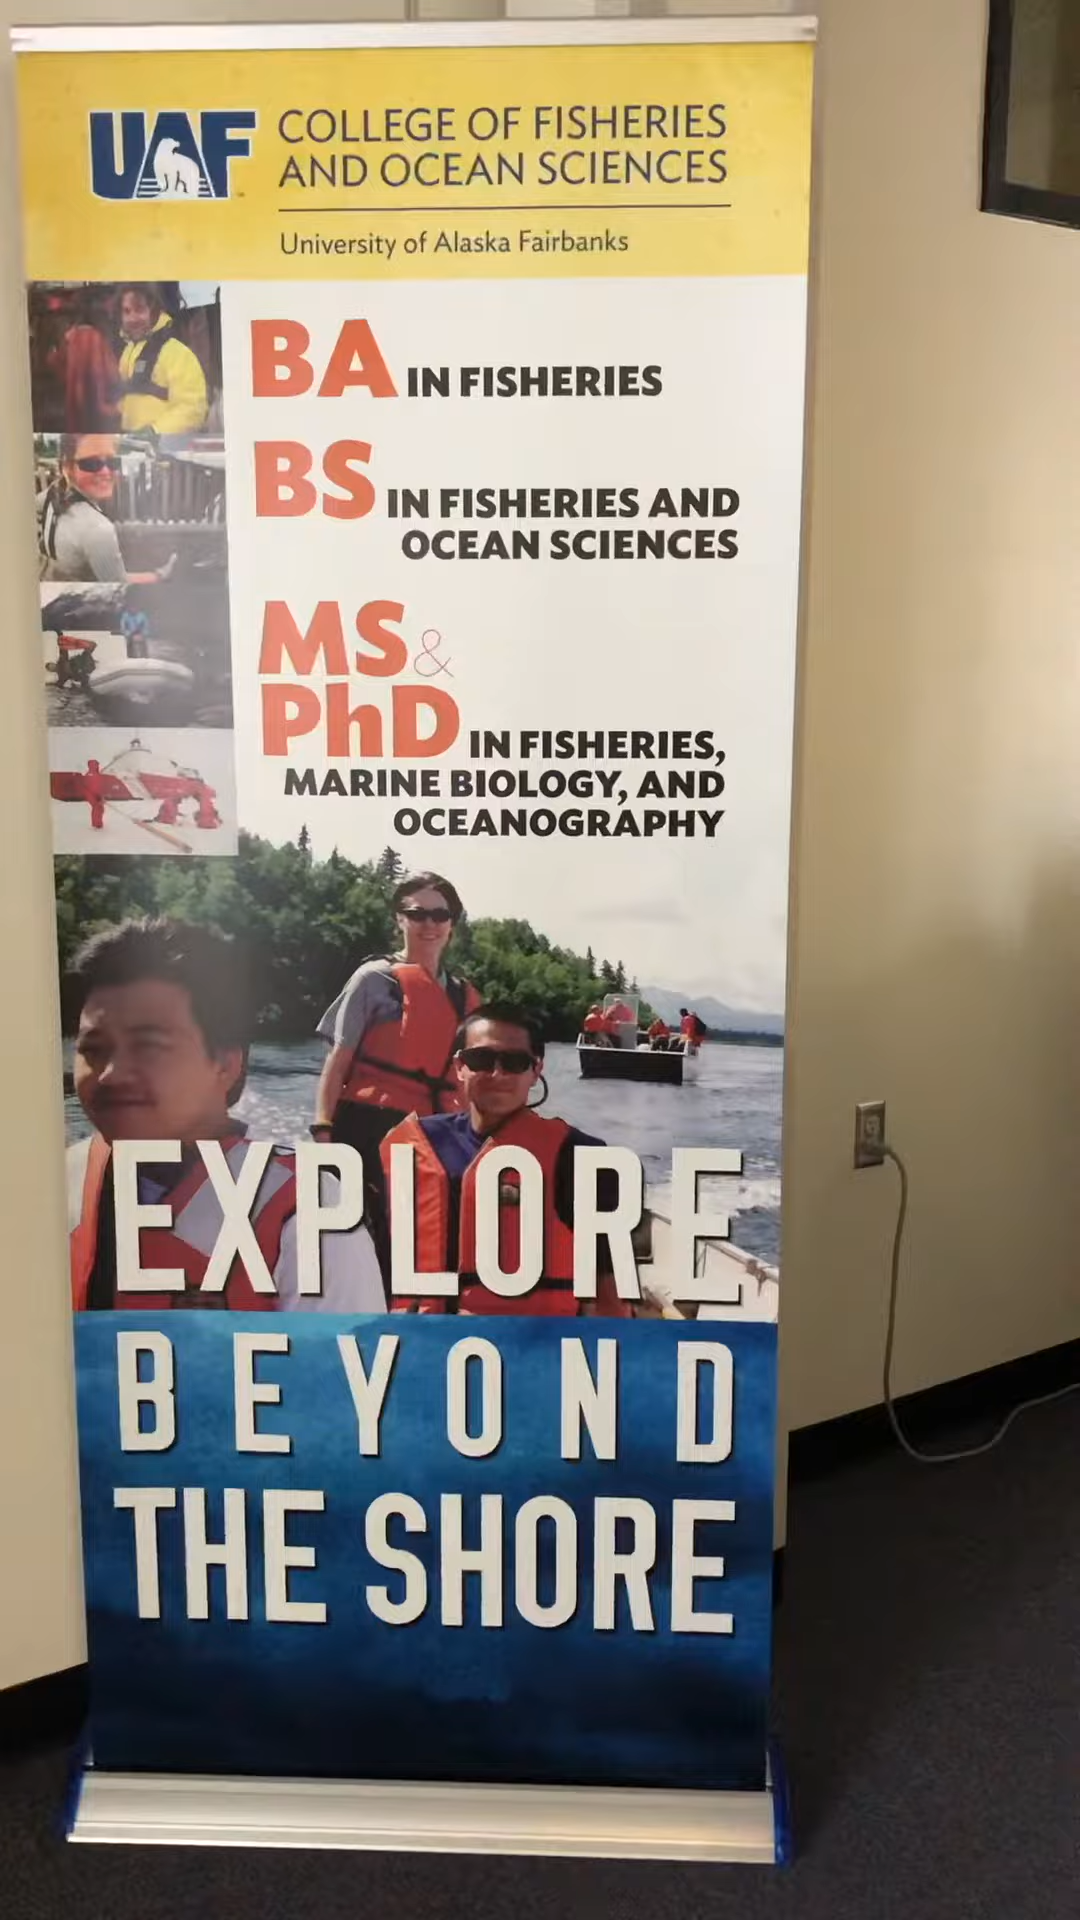 UAF
COLLEGE OF FISHERIES
AND OCEAN SCIENCES
University of Alaska Fairbanks
BA IN FISHERIES
BS IN FISHERIES AND
OCEAN SCIENCES
MS &
PhD IN FISHERIES,
MARINE BIOLOGY, AND
OCEANOGRAPHY
EXPLORE
BEYOND
THE SHORE